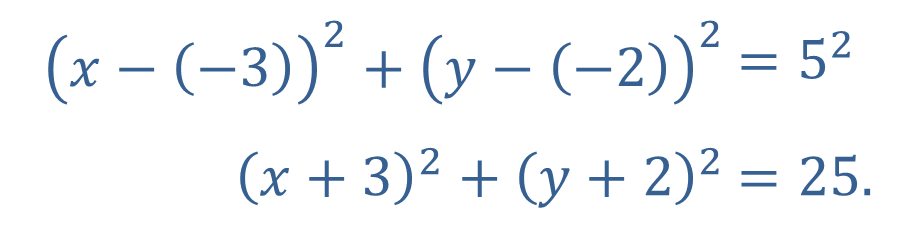 (x − (−3))² + (y − (−2))² = 5²
(x + 3)² + (y + 2)² = 25.